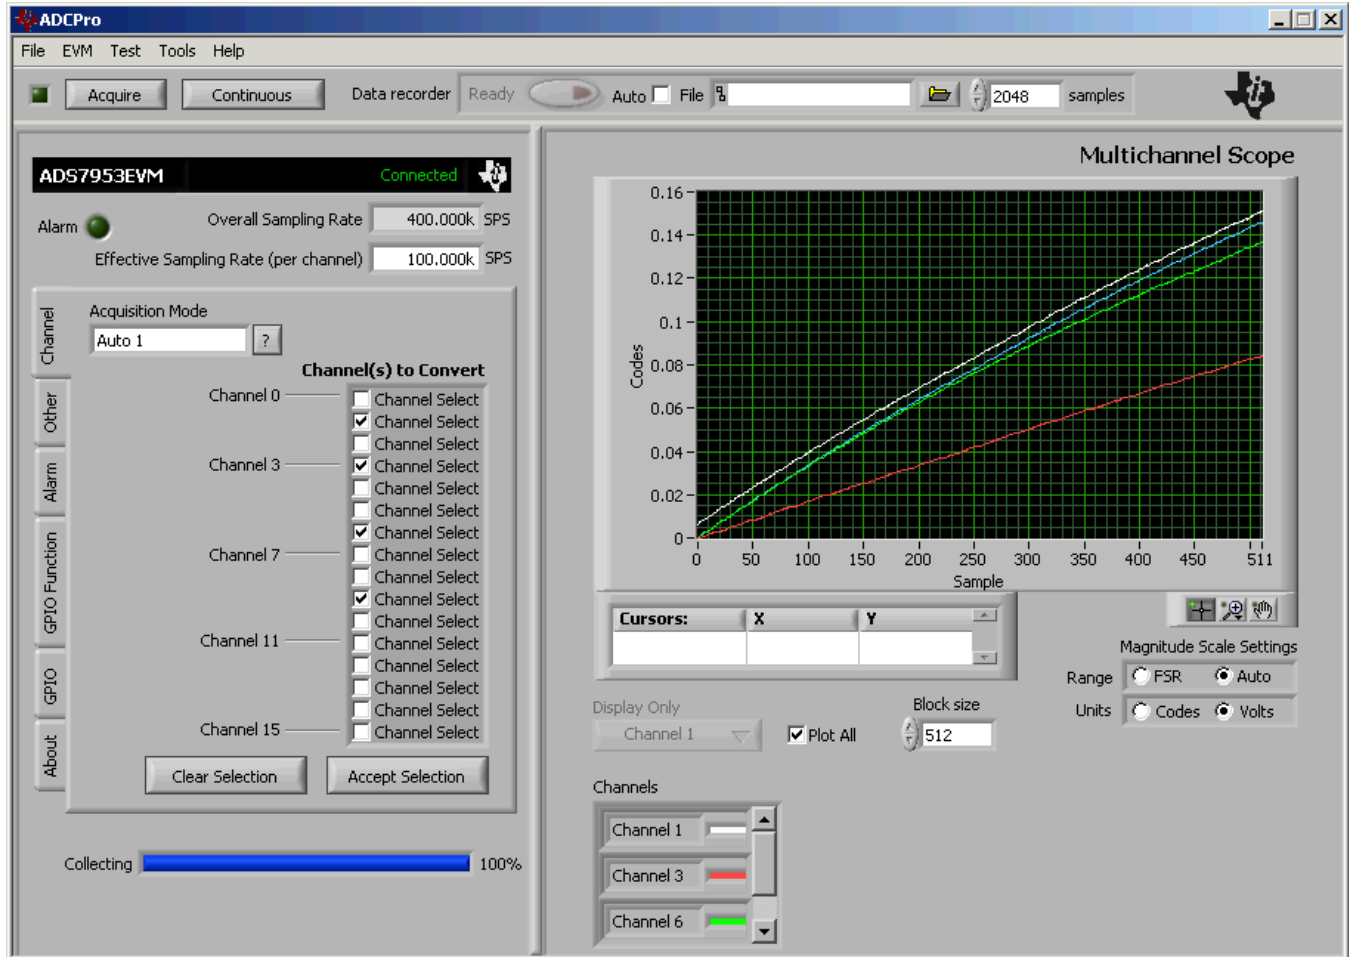 ADCPro
File EVM Test Tools Help
Acquire Continuous Data recorder Ready Auto File 2048 samples
ADS7953EVM Connected
Alarm Overall Sampling Rate 400.000k SPS
Effective Sampling Rate (per channel) 100.000k SPS
Channel
Other
Alarm
GPIO Function
GPIO
About
Acquisition Mode
Auto 1 ?
Channel(s) to Convert
Channel 0 Channel Select
Channel Select
Channel Select
Channel 3 Channel Select
Channel Select
Channel Select
Channel Select
Channel 7 Channel Select
Channel Select
Channel Select
Channel Select
Channel 11 Channel Select
Channel Select
Channel Select
Channel Select
Channel 15 Channel Select
Clear Selection Accept Selection
Collecting 100%
Multichannel Scope
Codes
0.16
0.14
0.12
0.1
0.08
0.06
0.04
0.02
0
0 50 100 150 200 250 300 350 400 450 511
Sample
Cursors: X Y
Magnitude Scale Settings
Range FSR Auto
Units Codes Volts
Display Only
Channel 1
Plot All
Block size
512
Channels
Channel 1
Channel 3
Channel 6